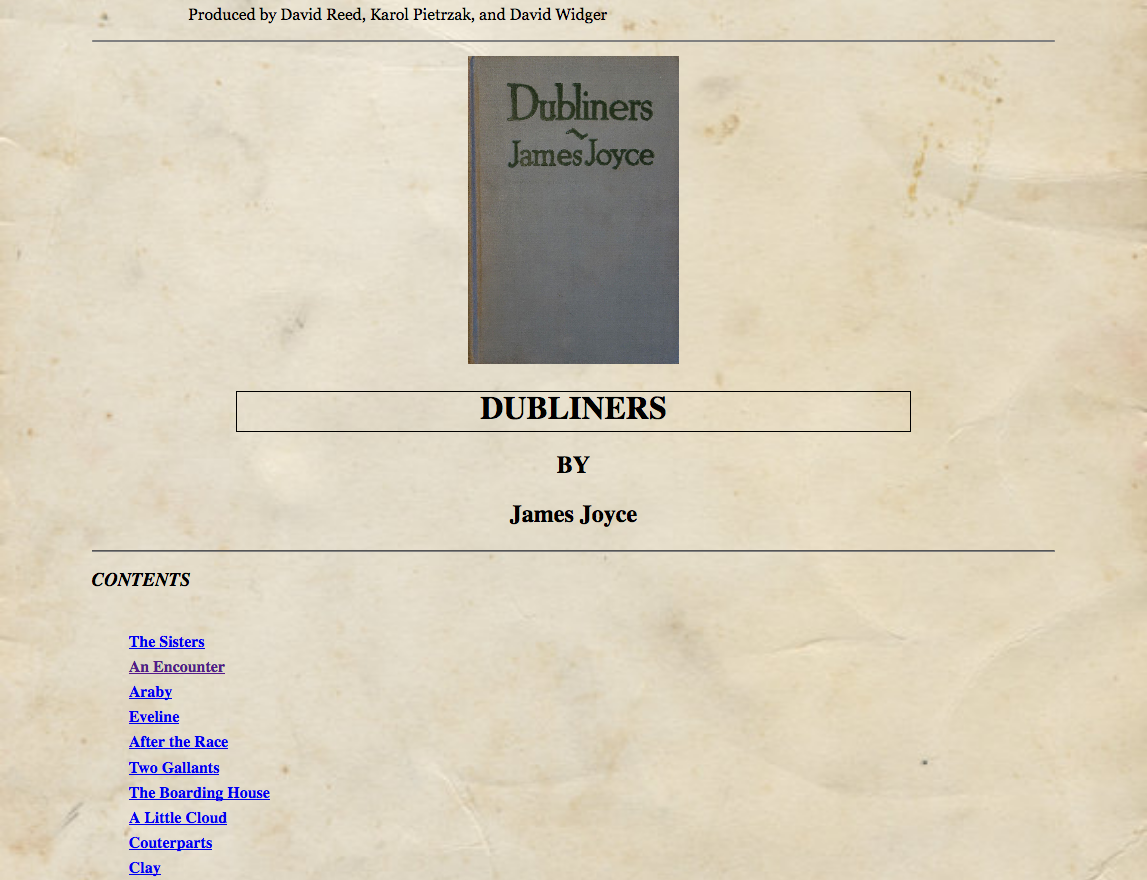 Produced by David Reed, Karol Pietrzak, and David Widger
Dubliners
~
James Joyce
DUBLINERS
BY
James Joyce
CONTENTS
The Sisters
An Encounter
Araby
Eveline
After the Race
Two Gallants
The Boarding House
A Little Cloud
Couterparts
Clay